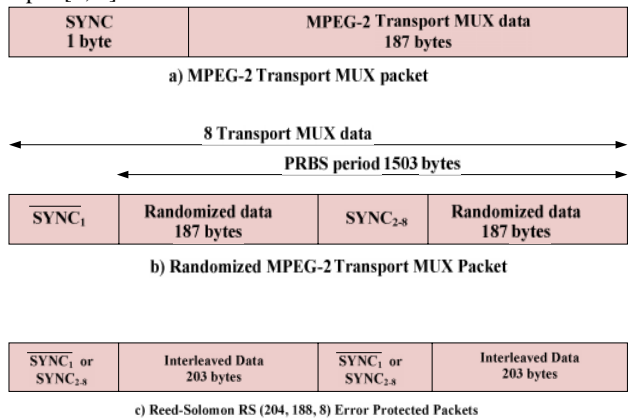 SYNC
1 byte
MPEG-2 Transport MUX data
187 bytes
a) MPEG-2 Transport MUX packet
8 Transport MUX data
PRBS period 1503 bytes
SYNC₁
Randomized data
187 bytes
SYNC₂₋₈
Randomized data
187 bytes
b) Randomized MPEG-2 Transport MUX Packet
SYNC₁ or
SYNC₂₋₈
Interleaved Data
203 bytes
SYNC₁ or
SYNC₂₋₈
Interleaved Data
203 bytes
c) Reed-Solomon RS (204, 188, 8) Error Protected Packets